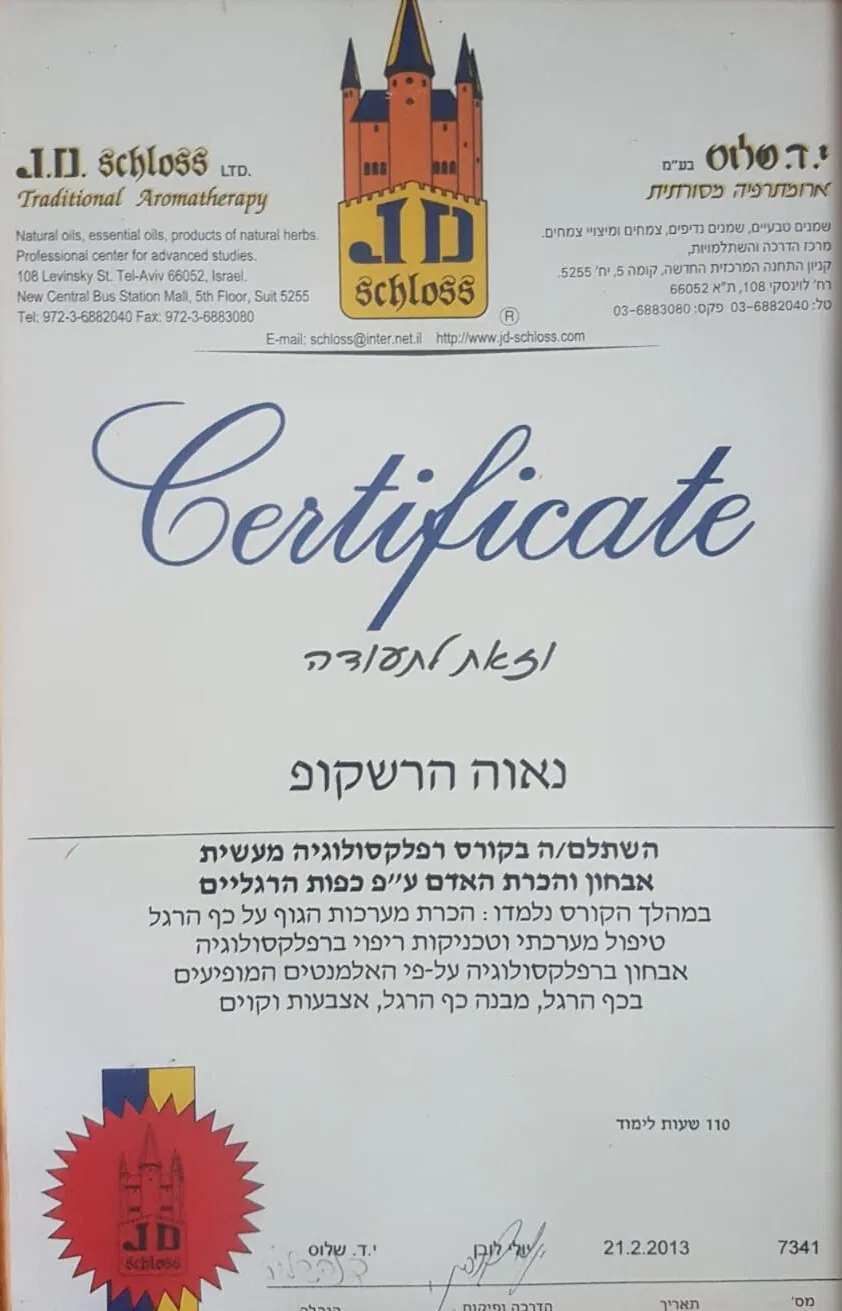 J.D. schloss LTD.
Traditional Aromatherapy
Natural oils, essential oils, products of natural herbs.
Professional center for advanced studies.
108 Levinsky St. Tel-Aviv 66052, Israel.
New Central Bus Station Mall, 5th Floor, Suit 5255
Tel: 972-3-6882040 Fax: 972-3-6883080
JD
schloss
®
י.ד. שלוס בע"מ
ארומתרפיה מסורתית
שמנים טבעיים, שמנים נדיפים, צמחים ומיצויי צמחים.
מרכז הדרכה והשתלמויות,
קניון התחנה המרכזית החדשה, קומה 5, יח' 5255.
רח' לוינסקי 108, ת"א 66052
טל: 03-6882040 פקס: 03-6883080
E-mail: schloss@inter.net.il http://www.jd-schloss.com
Certificate
וזאת לתעודה
נאוה הרשקופ
השתלם/ה בקורס רפלקסולוגיה מעשית
אבחון והכרת האדם ע״פ כפות הרגליים
במהלך הקורס נלמדו: הכרת מערכות הגוף על כף הרגל
טיפול מערכתי וטכניקות ריפוי ברפלקסולוגיה
אבחון ברפלקסולוגיה על-פי האלמנטים המופיעים
בכף הרגל, מבנה כף הרגל, אצבעות וקוים
110 שעות לימוד
JD
schloss
7341 21.2.2013 י.ד. שלוס
מס' תאריך הדרכה ופיקוח הנהלה